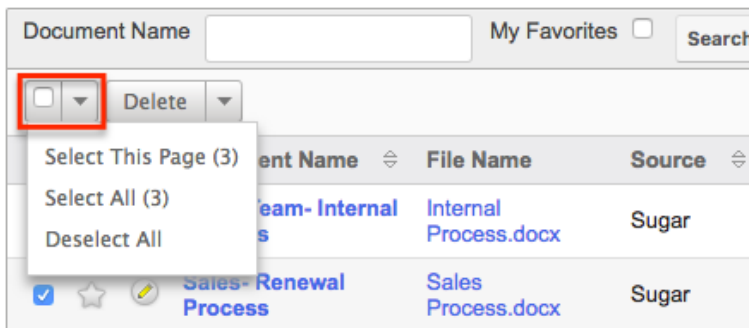 Document Name My Favorites Search
Delete
Select This Page (3)
Select All (3)
Deselect All
ent Name File Name Source
eam- Internal Internal Sugar
s Process.docx
Sales- Renewal Sales Sugar
Process Process.docx